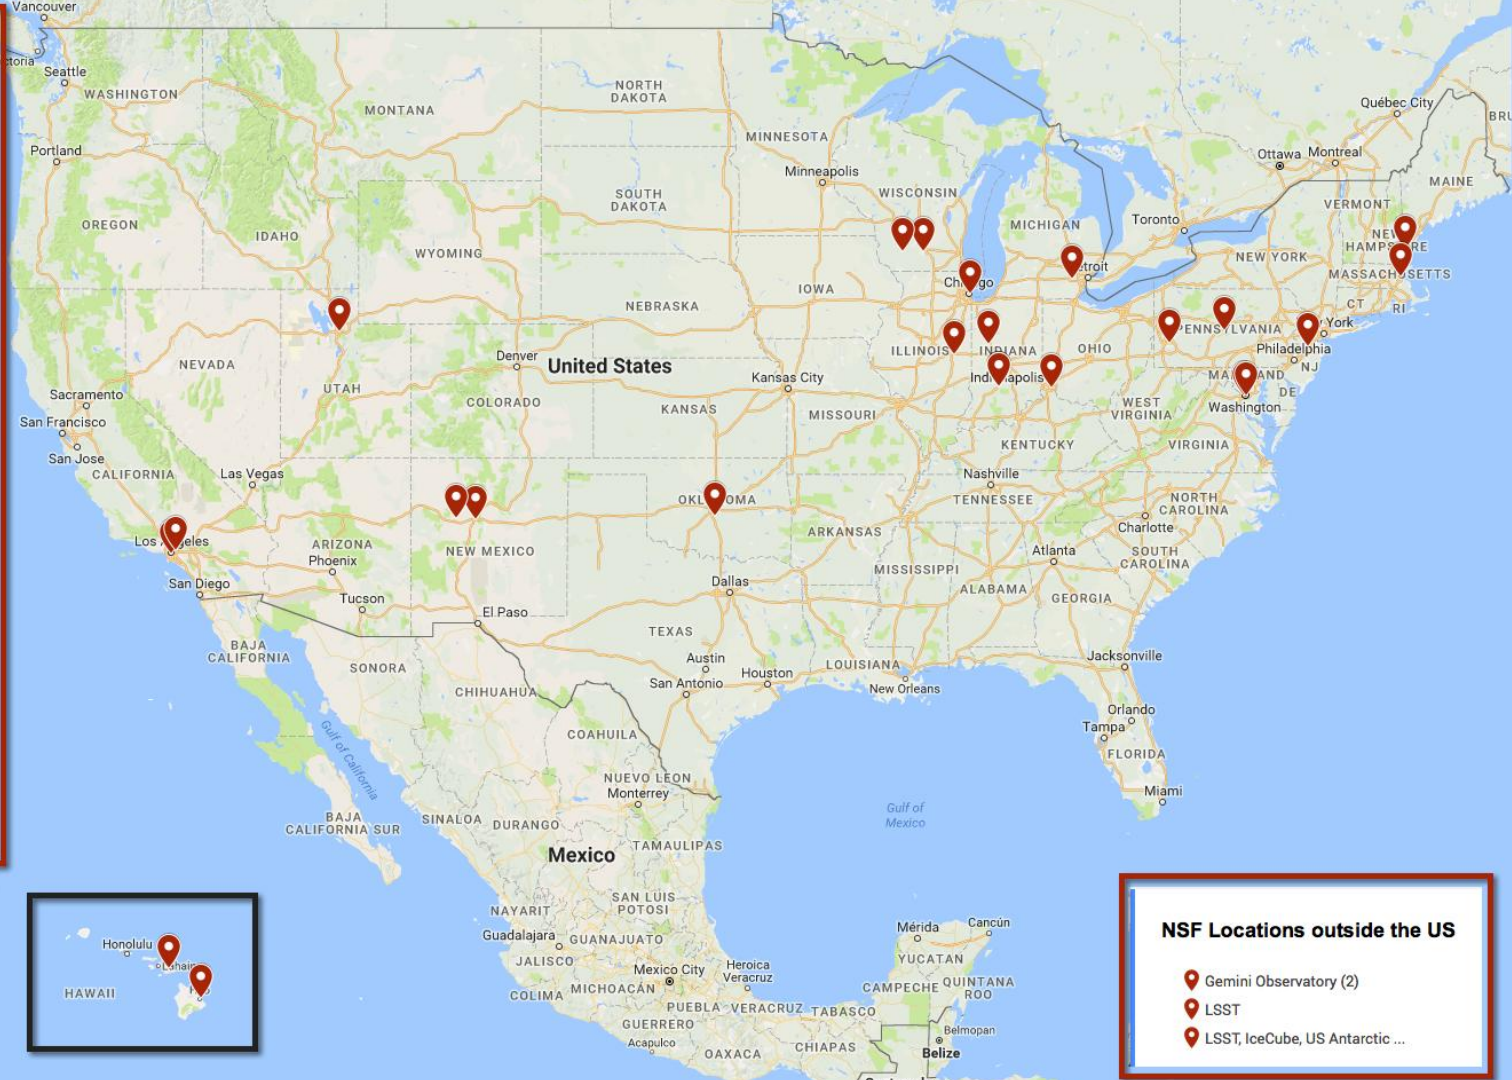 Vancouver
Seattle
WASHINGTON
MONTANA
NORTH
DAKOTA
MINNESOTA
Québec City
Portland
Minneapolis
Ottawa
Montreal
MAINE
SOUTH
DAKOTA
WISCONSIN
VERMONT
OREGON
IDAHO
MICHIGAN
Toronto
WYOMING
NEW YORK
MASSACHUSETTS
IOWA
NEBRASKA
CT
RI
NEVADA
Denver
United States
ILLINOIS
INDIANA
OHIO
PENNSYLVANIA
York
Philadelphia
NJ
UTAH
Kansas City
Sacramento
COLORADO
KANSAS
MISSOURI
WEST
VIRGINIA
DE
Washington
San Francisco
San Jose
KENTUCKY
VIRGINIA
CALIFORNIA
Las Vegas
Nashville
TENNESSEE
NORTH
CAROLINA
ARKANSAS
Charlotte
ARIZONA
Phoenix
NEW MEXICO
Atlanta
SOUTH
CAROLINA
MISSISSIPPI
San Diego
Dallas
ALABAMA
GEORGIA
Tucson
El Paso
TEXAS
BAJA
CALIFORNIA
SONORA
Austin
Houston
LOUISIANA
Jacksonville
San Antonio
New Orleans
CHIHUAHUA
Orlando
Tampa
COAHUILA
Gulf of California
FLORIDA
NUEVO LEON
Monterrey
Miami
BAJA
CALIFORNIA SUR
SINALOA
DURANGO
Gulf of
Mexico
TAMAULIPAS
Mexico
SAN LUIS
POTOSI
NAYARIT
Guadalajara
GUANAJUATO
Mérida
Cancún
JALISCO
Mexico City
Heroica
Veracruz
YUCATAN
COLIMA
MICHOACÁN
CAMPECHE
QUINTANA
ROO
PUEBLA
VERACRUZ
TABASCO
GUERRERO
Acapulco
OAXACA
CHIAPAS
Belmopan
Belize
Honolulu
HAWAII
NSF Locations outside the US
Gemini Observatory (2)
LSST
LSST, IceCube, US Antarctic ...